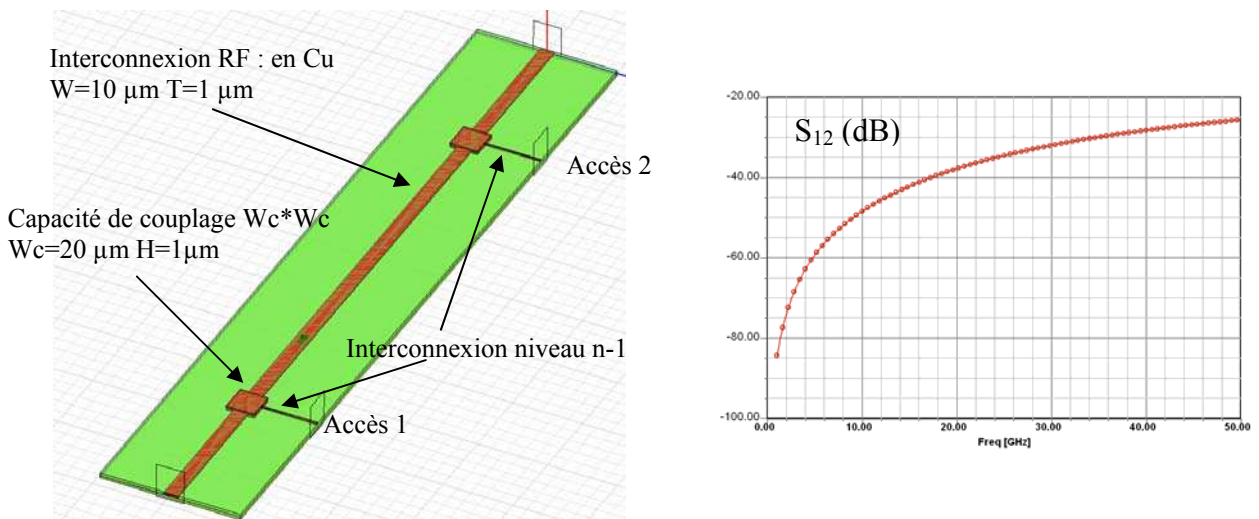 Interconnexion RF : en Cu
W=10 µm T=1 µm
Accès 2
Capacité de couplage Wc*Wc
Wc=20 µm H=1µm
Interconnexion niveau n-1
Accès 1
S₁₂ (dB)
-20.00
-40.00
-60.00
-80.00
-100.00
0.00
10.00
20.00
30.00
40.00
50.00
Freq [GHz]